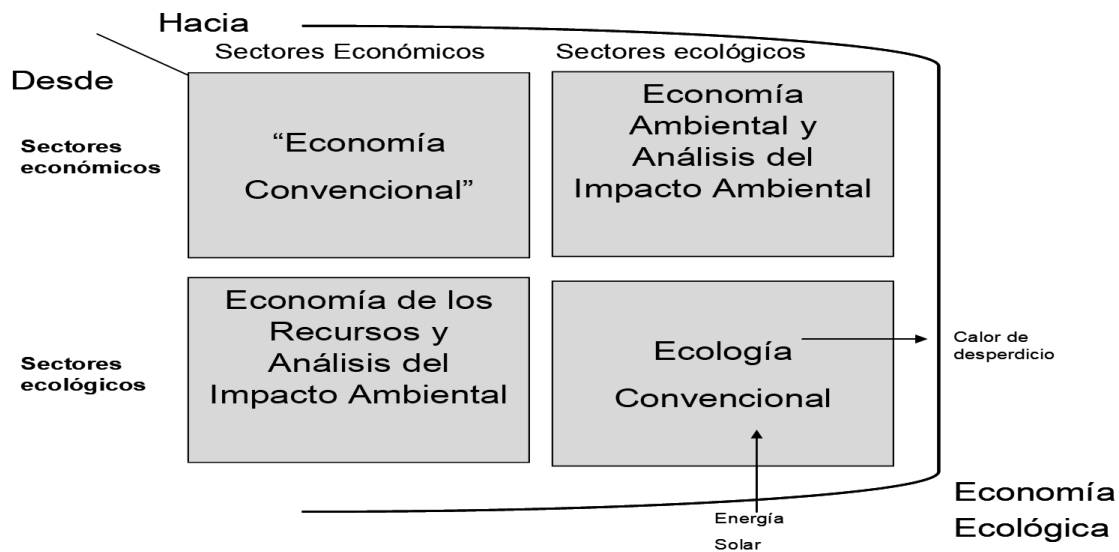 Hacia
Sectores Económicos
Sectores ecológicos
Desde
Sectores
económicos
“Economía
Convencional”
Economía
Ambiental y
Análisis del
Impacto Ambiental
Sectores
ecológicos
Economía de los
Recursos y
Análisis del
Impacto Ambiental
Ecología
Convencional
Calor de
desperdicio
Energía
Solar
Economía
Ecológica